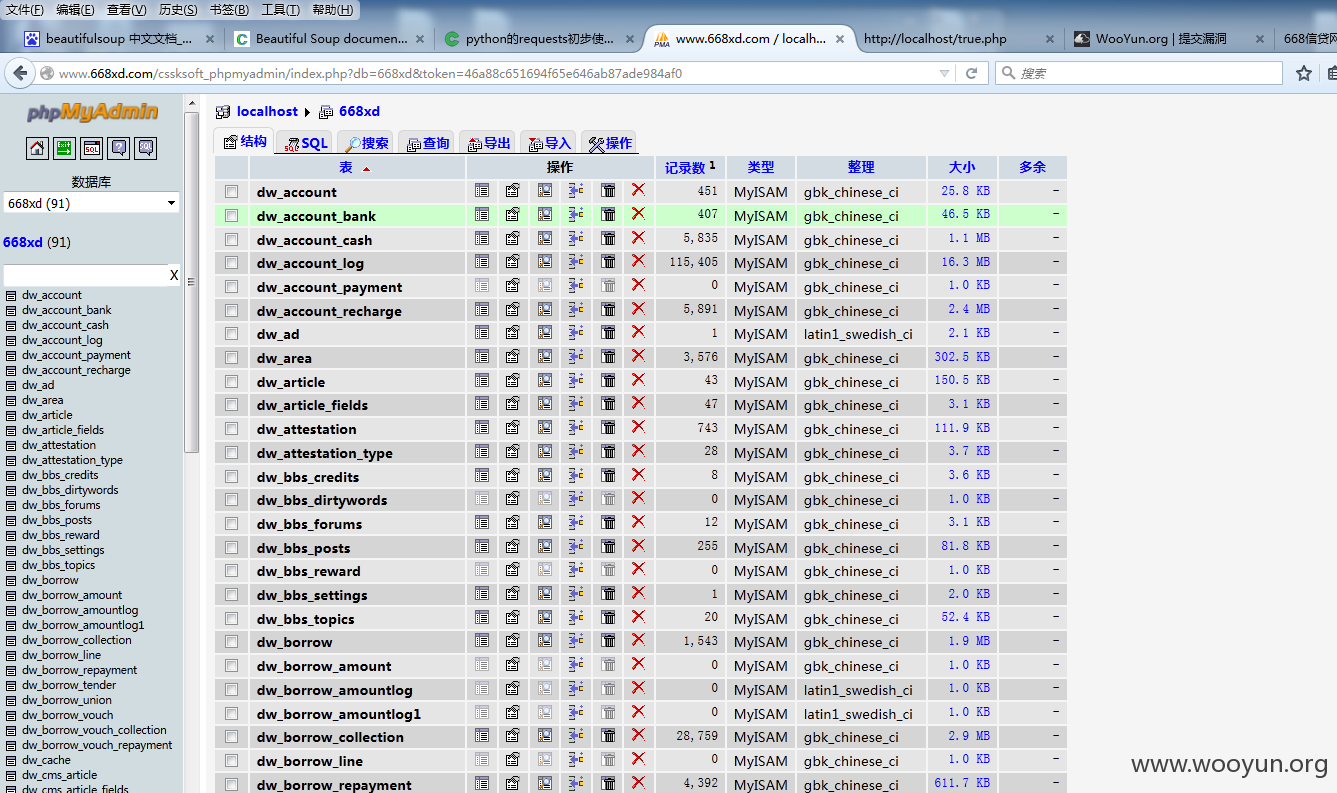 文件(F) 编辑(E) 查看(V) 历史(S) 书签(B) 工具(T) 帮助(H)
beautifulsoup 中文文档_... × Beautiful Soup documen... × python的requests初步使... × www.668xd.com / localh... × http://localhost/true.php × WooYun.org | 提交漏洞 × 668信贷网
www.668xd.com/cssksoft_phpmyadmin/index.php?db=668xd&token=46a88c651694f65e646ab87ade984af0 搜索
phpMyAdmin
数据库
668xd (91)
668xd (91)
X
dw_account
dw_account_bank
dw_account_cash
dw_account_log
dw_account_payment
dw_account_recharge
dw_ad
dw_area
dw_article
dw_article_fields
dw_attestation
dw_attestation_type
dw_bbs_credits
dw_bbs_dirtywords
dw_bbs_forums
dw_bbs_posts
dw_bbs_reward
dw_bbs_settings
dw_bbs_topics
dw_borrow
dw_borrow_amount
dw_borrow_amountlog
dw_borrow_amountlog1
dw_borrow_collection
dw_borrow_line
dw_borrow_repayment
dw_borrow_tender
dw_borrow_union
dw_borrow_vouch
dw_borrow_vouch_collection
dw_borrow_vouch_repayment
dw_cache
dw_cms_article
dw_cms_article_fields
localhost ▸ 668xd
结构 SQL 搜索 查询 导出 导入 操作
表 操作 记录数 1 类型 整理 大小 多余
dw_account 451 MyISAM gbk_chinese_ci 25.8 KB -
dw_account_bank 407 MyISAM gbk_chinese_ci 46.5 KB -
dw_account_cash 5,835 MyISAM gbk_chinese_ci 1.1 MB -
dw_account_log 115,405 MyISAM gbk_chinese_ci 16.3 MB -
dw_account_payment 0 MyISAM gbk_chinese_ci 1.0 KB -
dw_account_recharge 5,891 MyISAM gbk_chinese_ci 2.4 MB -
dw_ad 1 MyISAM latin1_swedish_ci 2.1 KB -
dw_area 3,576 MyISAM gbk_chinese_ci 302.5 KB -
dw_article 43 MyISAM gbk_chinese_ci 150.5 KB -
dw_article_fields 47 MyISAM gbk_chinese_ci 3.1 KB -
dw_attestation 743 MyISAM gbk_chinese_ci 111.9 KB -
dw_attestation_type 28 MyISAM gbk_chinese_ci 3.7 KB -
dw_bbs_credits 8 MyISAM gbk_chinese_ci 3.6 KB -
dw_bbs_dirtywords 0 MyISAM gbk_chinese_ci 1.0 KB -
dw_bbs_forums 12 MyISAM gbk_chinese_ci 3.1 KB -
dw_bbs_posts 255 MyISAM gbk_chinese_ci 81.8 KB -
dw_bbs_reward 0 MyISAM gbk_chinese_ci 1.0 KB -
dw_bbs_settings 1 MyISAM gbk_chinese_ci 2.0 KB -
dw_bbs_topics 20 MyISAM gbk_chinese_ci 52.4 KB -
dw_borrow 1,543 MyISAM gbk_chinese_ci 1.9 MB -
dw_borrow_amount 0 MyISAM gbk_chinese_ci 1.0 KB -
dw_borrow_amountlog 0 MyISAM latin1_swedish_ci 1.0 KB -
dw_borrow_amountlog1 0 MyISAM latin1_swedish_ci 1.0 KB -
dw_borrow_collection 28,759 MyISAM gbk_chinese_ci 2.9 MB -
dw_borrow_line 0 MyISAM gbk_chinese_ci 1.0 KB -
dw_borrow_repayment 4,392 MyISAM gbk_chinese_ci 611.7 KB -
www.wooyun.org